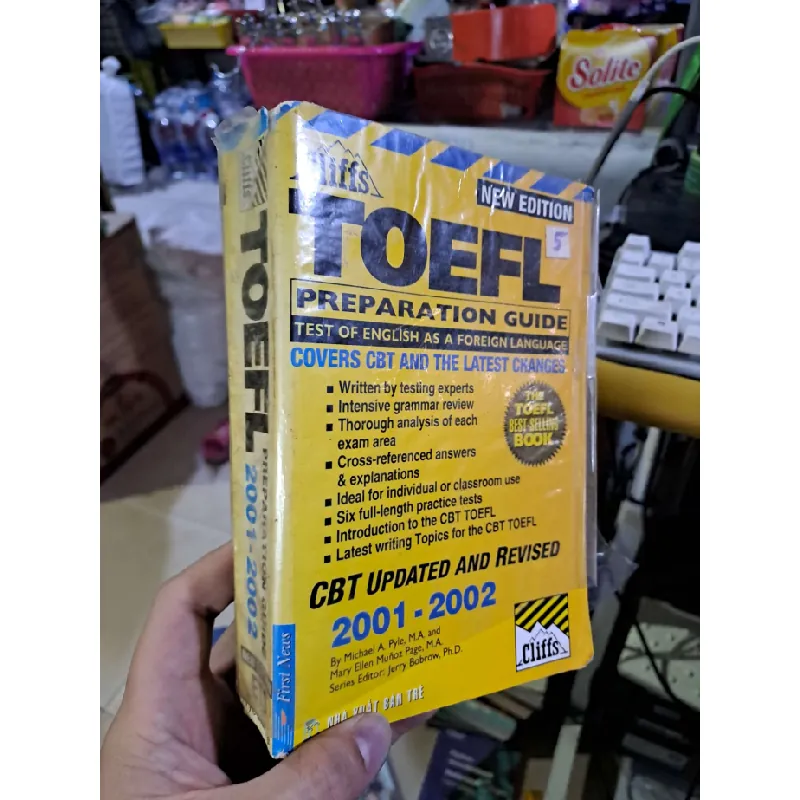 Solite
Cliffs
NEW EDITION
TOEFL
5
PREPARATION GUIDE
TEST OF ENGLISH AS A FOREIGN LANGUAGE
COVERS CBT AND THE LATEST CHANGES
■ Written by testing experts
■ Intensive grammar review
■ Thorough analysis of each
exam area
■ Cross-referenced answers
& explanations
■ Ideal for individual or classroom use
■ Six full-length practice tests
■ Introduction to the CBT TOEFL
■ Latest writing Topics for the CBT TOEFL
THE
TOEFL
BEST SELLING
BOOK
CBT UPDATED AND REVISED
2001 - 2002
By Michael A. Pyle, M.A. and
Mary Ellen Muñoz Page, M.A.
Series Editor: Jerry Bobrow, Ph.D.
Cliffs
NHÀ XUẤT BẢN TRẺ
First News
Cliffs
TOEFL
PREPARATION GUIDE
2001 - 2002